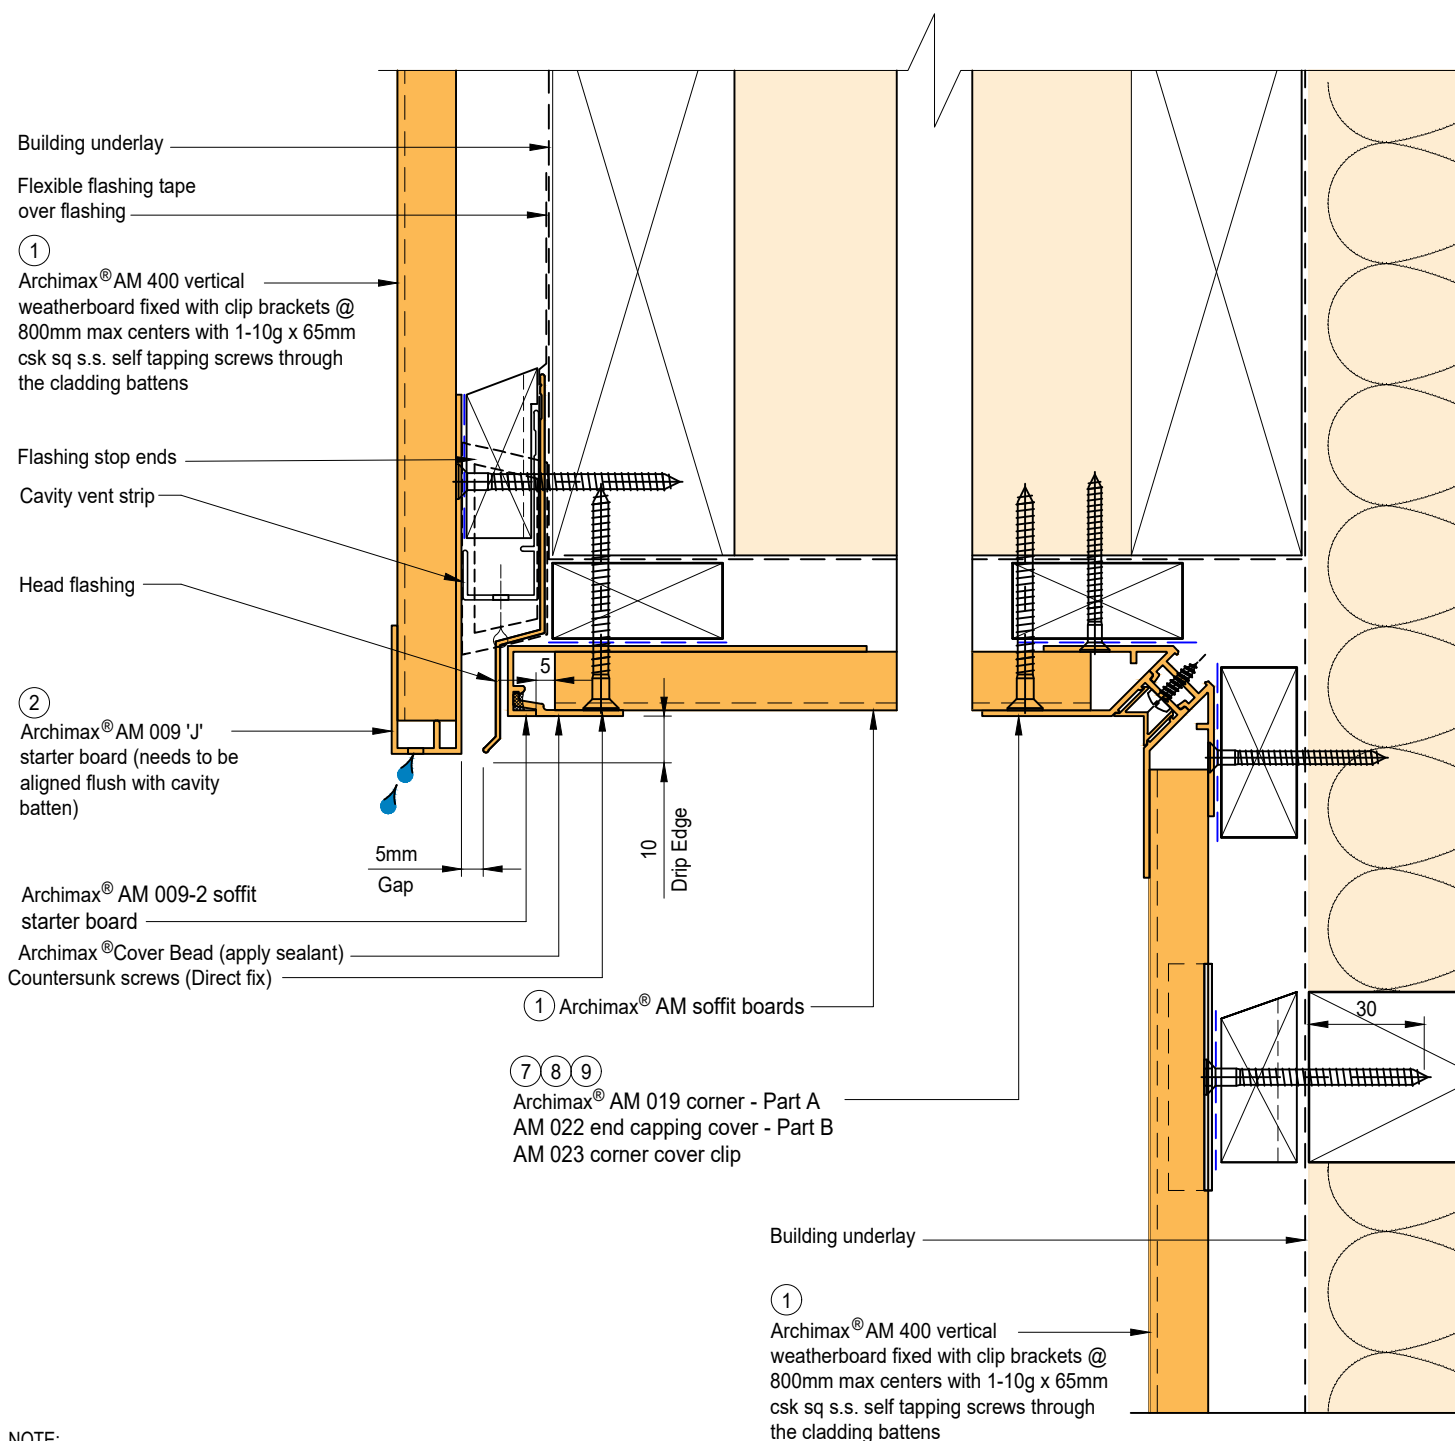 Building underlay
Flexible flashing tape
over flashing
1
Archimax® AM 400 vertical
weatherboard fixed with clip brackets @
800mm max centers with 1-10g x 65mm
csk sq s.s. self tapping screws through
the cladding battens
Flashing stop ends
Cavity vent strip
Head flashing
5
2
Archimax® AM 009 'J'
starter board (needs to be
aligned flush with cavity
batten)
5mm
Gap
10
Drip Edge
Archimax® AM 009-2 soffit
starter board
Archimax® Cover Bead (apply sealant)
Countersunk screws (Direct fix)
1 Archimax® AM soffit boards
30
7 8 9
Archimax® AM 019 corner - Part A
AM 022 end capping cover - Part B
AM 023 corner cover clip
Building underlay
1
Archimax® AM 400 vertical
weatherboard fixed with clip brackets @
800mm max centers with 1-10g x 65mm
csk sq s.s. self tapping screws through
the cladding battens
NOTE: